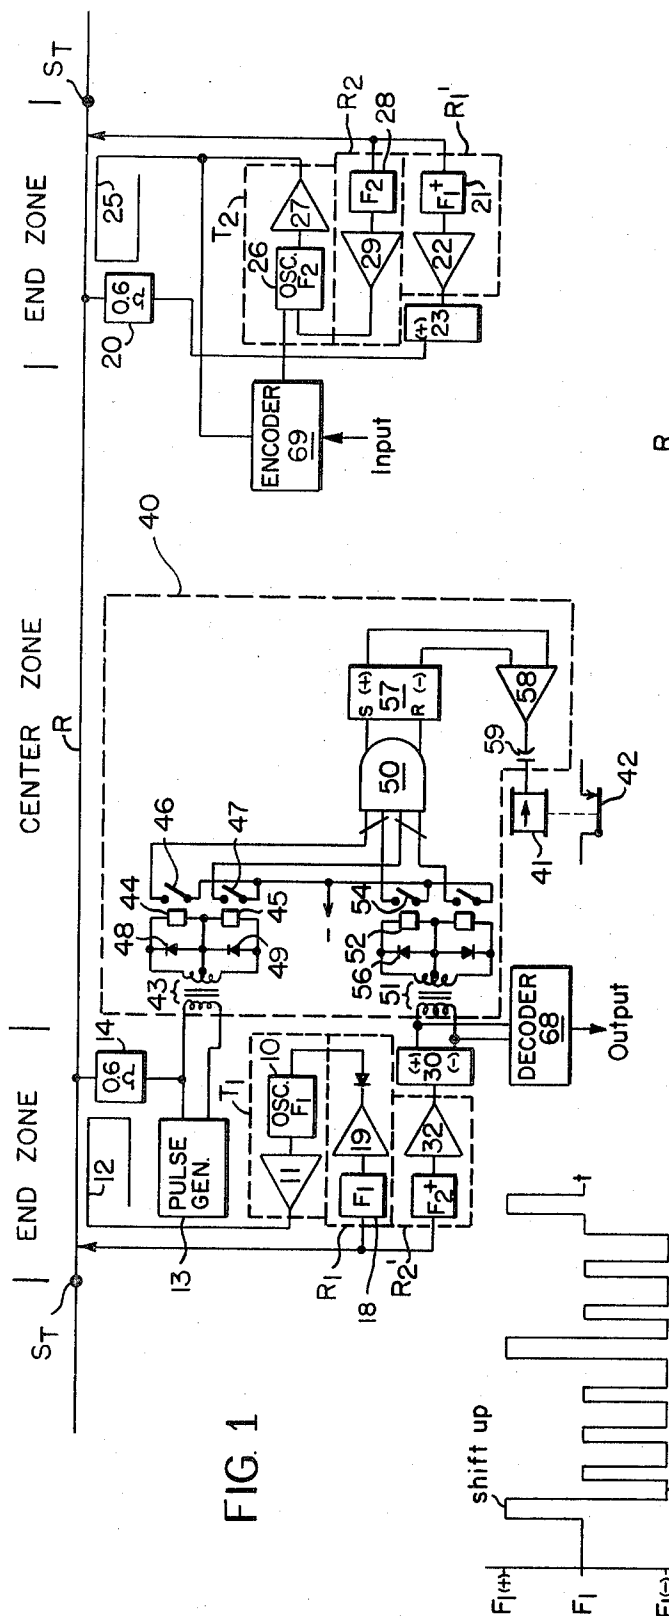 END ZONE
CENTER ZONE
END ZONE
ST
R
ST
12
14
0.6
Ω
PULSE
GEN.
13
43
48
49
44
45
46
47
40
20
0.6
Ω
25
T1
10
OSC.
F1
11
R1
F1
18
19
R2'
F2+
32
(+)
30
(-)
51
56
52
54
50
S (+)
57
R (-)
58
59
41
42
DECODER
68
Output
ENCODER
69
Input
T2
26
OSC.
F2
27
R2
28
F2
29
R1'
F1+
21
22
(+)
23
FIG. 1
shift up
F1(+)
F1
F1(-)
t
R